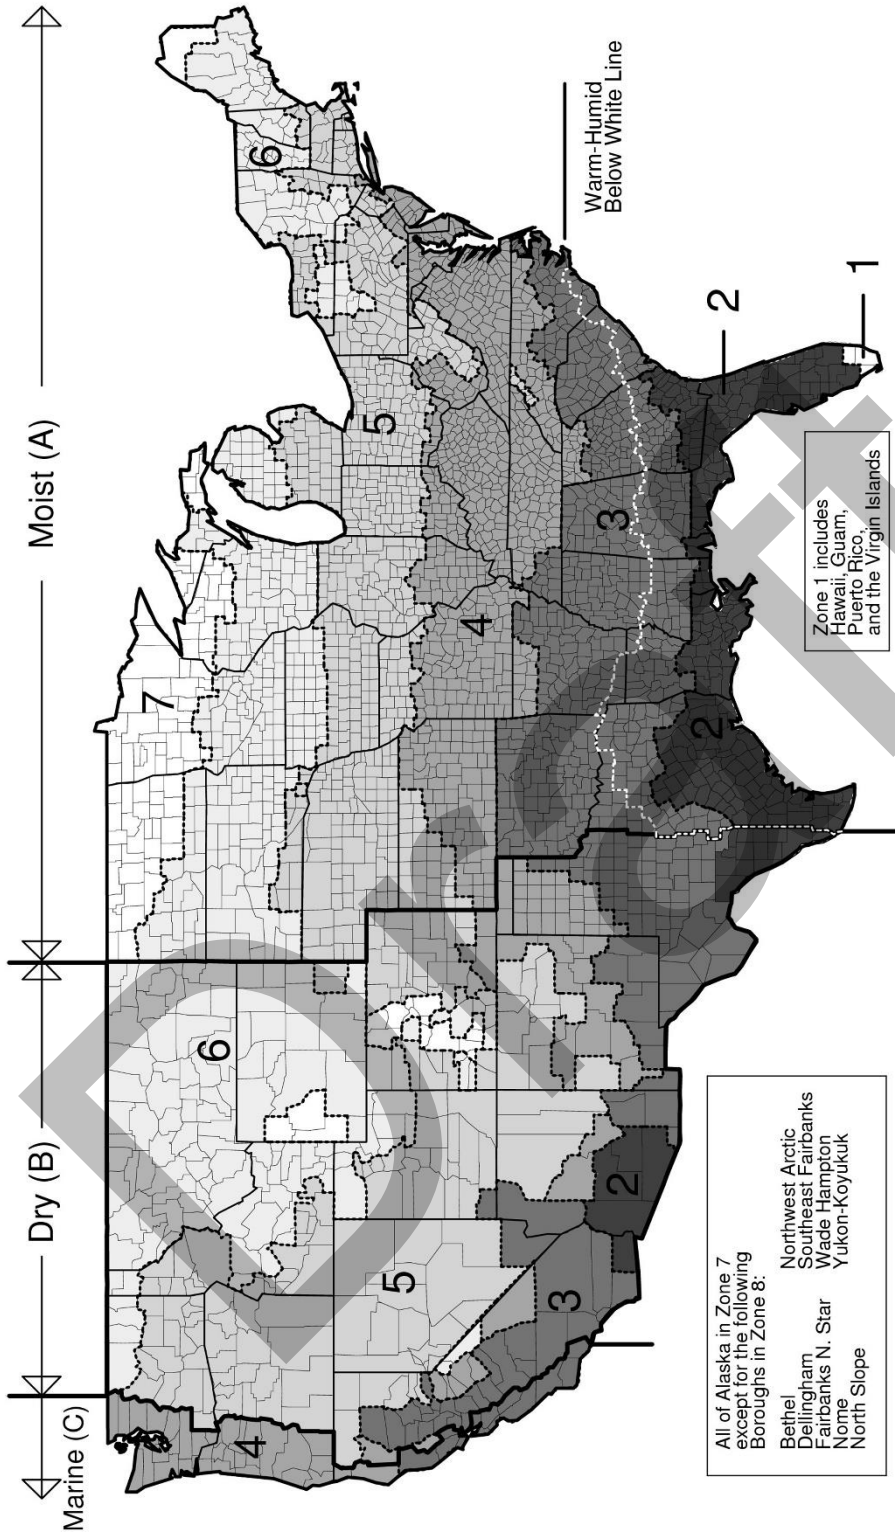 Marine (C)
Dry (B)
Moist (A)
7
6
6
5
5
4
4
3
3
2
2
2
1
Warm-Humid
Below White Line
All of Alaska in Zone 7
except for the following
Boroughs in Zone 8:
Bethel
Dellingham
Fairbanks N. Star
Nome
North Slope
Northwest Arctic
Southeast Fairbanks
Wade Hampton
Yukon-Koyukuk
Zone 1 includes
Hawaii, Guam,
Puerto Rico,
and the Virgin Islands
Draft